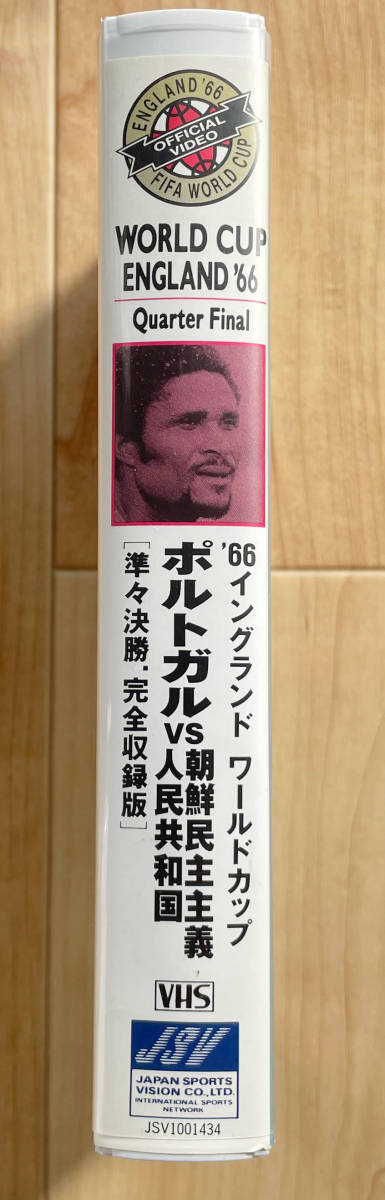 ENGLAND '66
OFFICIAL
VIDEO
FIFA WORLD CUP
WORLD CUP
ENGLAND '66
Quarter Final
'66イングランド ワールドカップ
ポルトガルvs朝鮮民主主義
人民共和国
[準々決勝・完全収録版]
VHS
JSV
JAPAN SPORTS
VISION CO.,LTD.
INTERNATIONAL SPORTS
NETWORK
JSV1001434